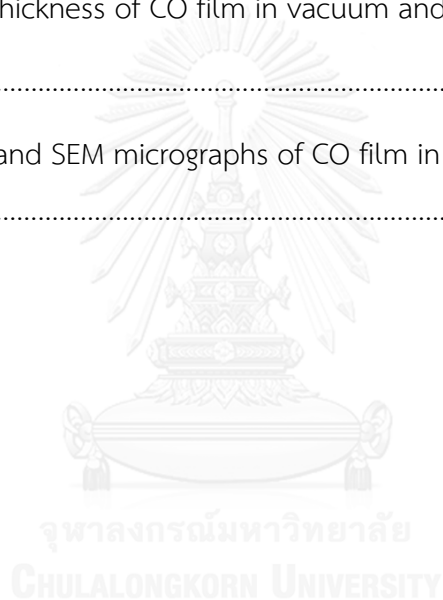 hickness of CO film in vacuum and
................................................................
and SEM micrographs of CO film in
................................................................
จุฬาลงกรณ์มหาวิทยาลัย
CHULALONGKORN UNIVERSITY